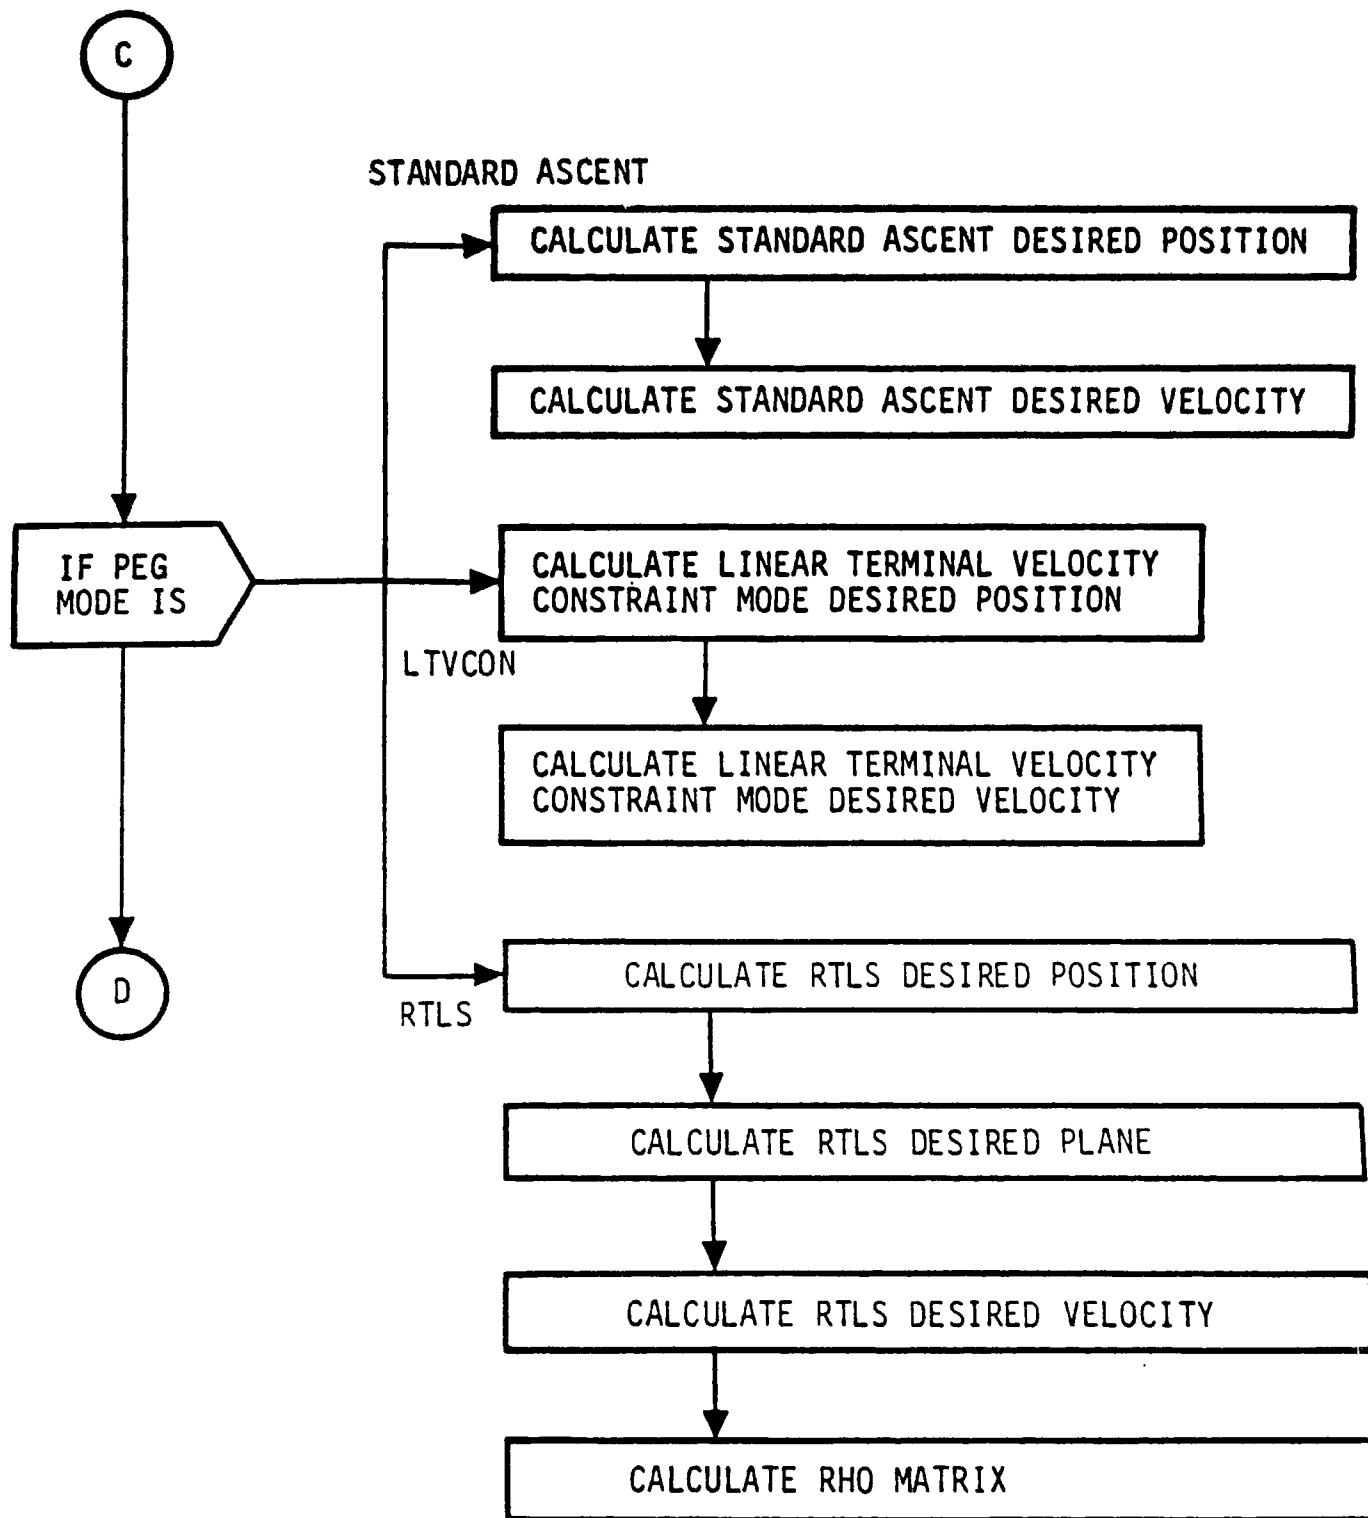 C
STANDARD ASCENT
CALCULATE STANDARD ASCENT DESIRED POSITION
CALCULATE STANDARD ASCENT DESIRED VELOCITY
IF PEG
MODE IS
CALCULATE LINEAR TERMINAL VELOCITY
CONSTRAINT MODE DESIRED POSITION
LTVCON
CALCULATE LINEAR TERMINAL VELOCITY
CONSTRAINT MODE DESIRED VELOCITY
D
CALCULATE RTLS DESIRED POSITION
RTLS
CALCULATE RTLS DESIRED PLANE
CALCULATE RTLS DESIRED VELOCITY
CALCULATE RHO MATRIX